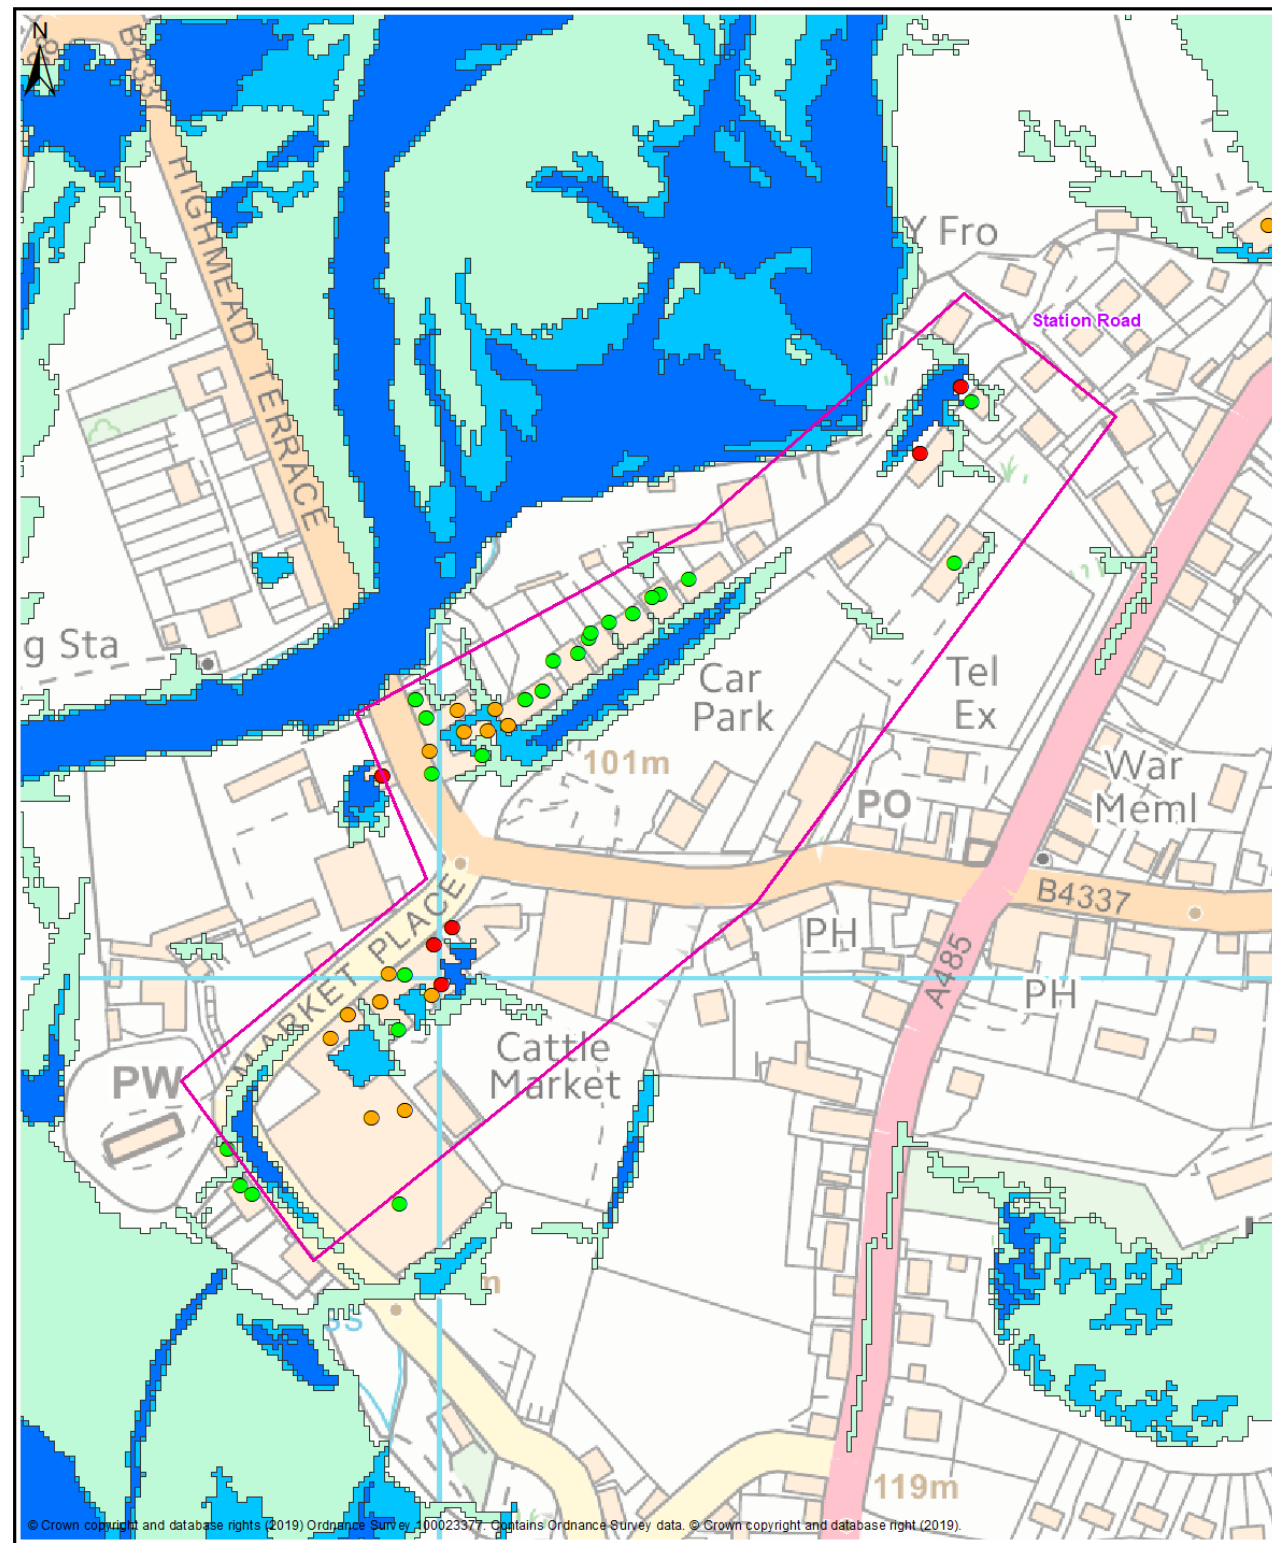 N
B4337
HIGHMEAD TERRACE
Y Fro
Station Road
g Sta
Car
Park
Tel
Ex
101m
War
Meml
PO
B4337
MARKET PLACE
PH
A485
PH
Cattle
Market
PW
m
119m
© Crown copyright and database rights (2019) Ordnance Survey 100023377. Contains Ordnance Survey data. © Crown copyright and database right (2019).